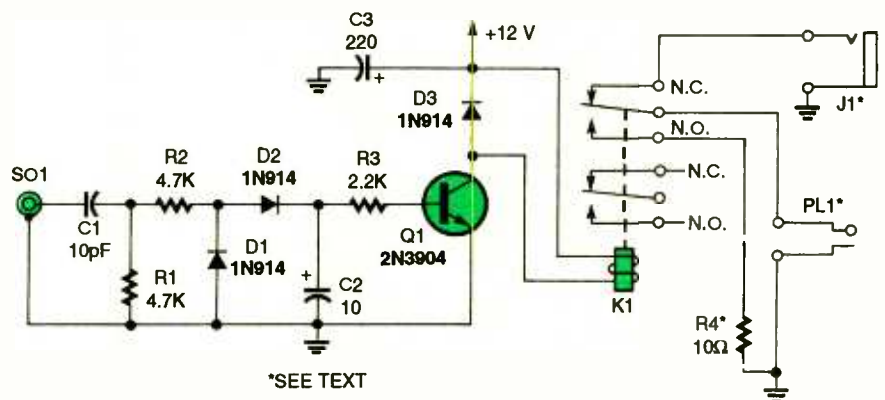 C3
220
+
+12 V
D3
1N914
N.C.
N.O.
J1*
SO1
C1
10pF
R2
4.7K
D2
1N914
R3
2.2K
Q1
2N3904
N.C.
N.O.
PL1*
R1
4.7K
D1
1N914
+
C2
10
K1
R4*
10Ω
*SEE TEXT